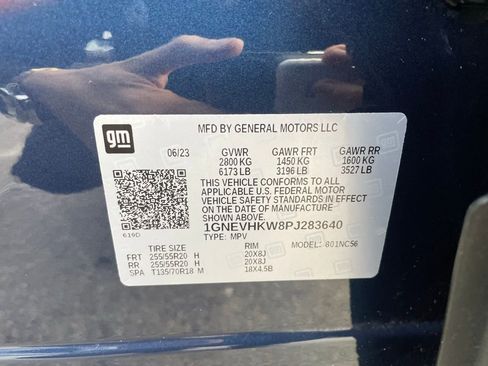 gm
MFD BY GENERAL MOTORS LLC
06/23 GVWR GAWR FRT GAWR RR
2800 KG 1450 KG 1600 KG
6173 LB 3196 LB 3527 LB
THIS VEHICLE CONFORMS TO ALL
APPLICABLE U.S. FEDERAL MOTOR
VEHICLE SAFETY STANDARDS IN EFFECT
ON THE DATE OF MANUFACTURE SHOWN ABOVE.
1GNEVHKW8PJ283640
TYPE: MPV MODEL: 801NC56
619D
TIRE SIZE RIM
FRT 255/55R20 H 20X8J
RR 255/55R20 H 20X8J
SPA T135/70R18 M 18X4.5B